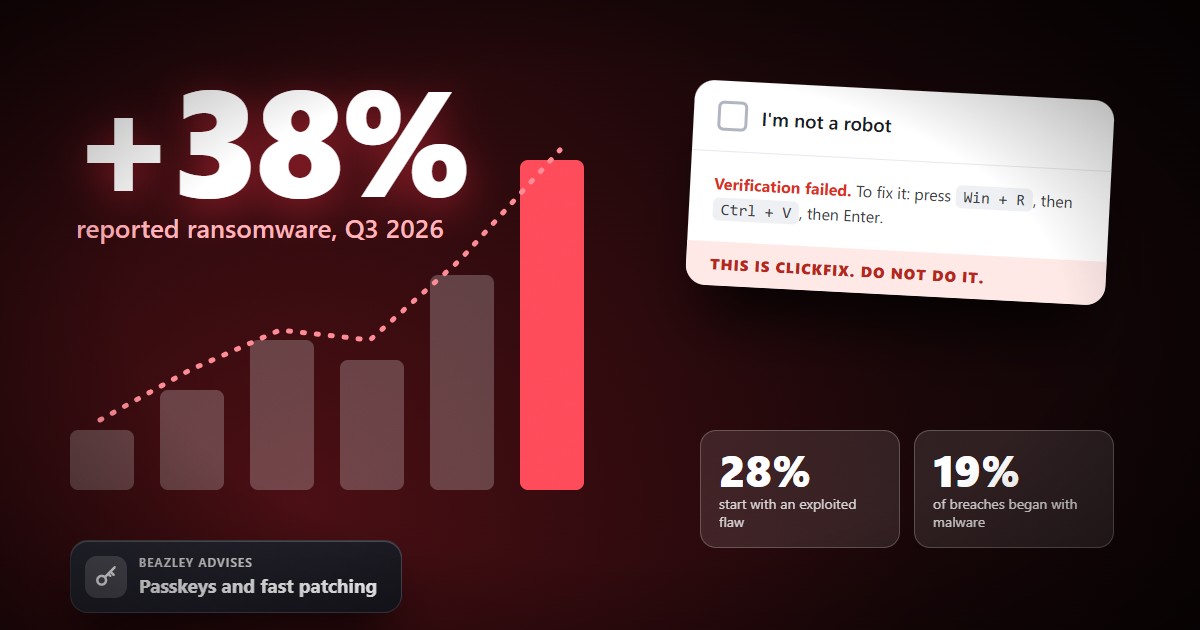 +38%
reported ransomware, Q3 2026
I'm not a robot
Verification failed. To fix it: press Win + R, then
Ctrl + V, then Enter.
THIS IS CLICKFIX. DO NOT DO IT.
28%
start with an exploited
flaw
19%
of breaches began with
malware
BEAZLEY ADVISES
Passkeys and fast patching